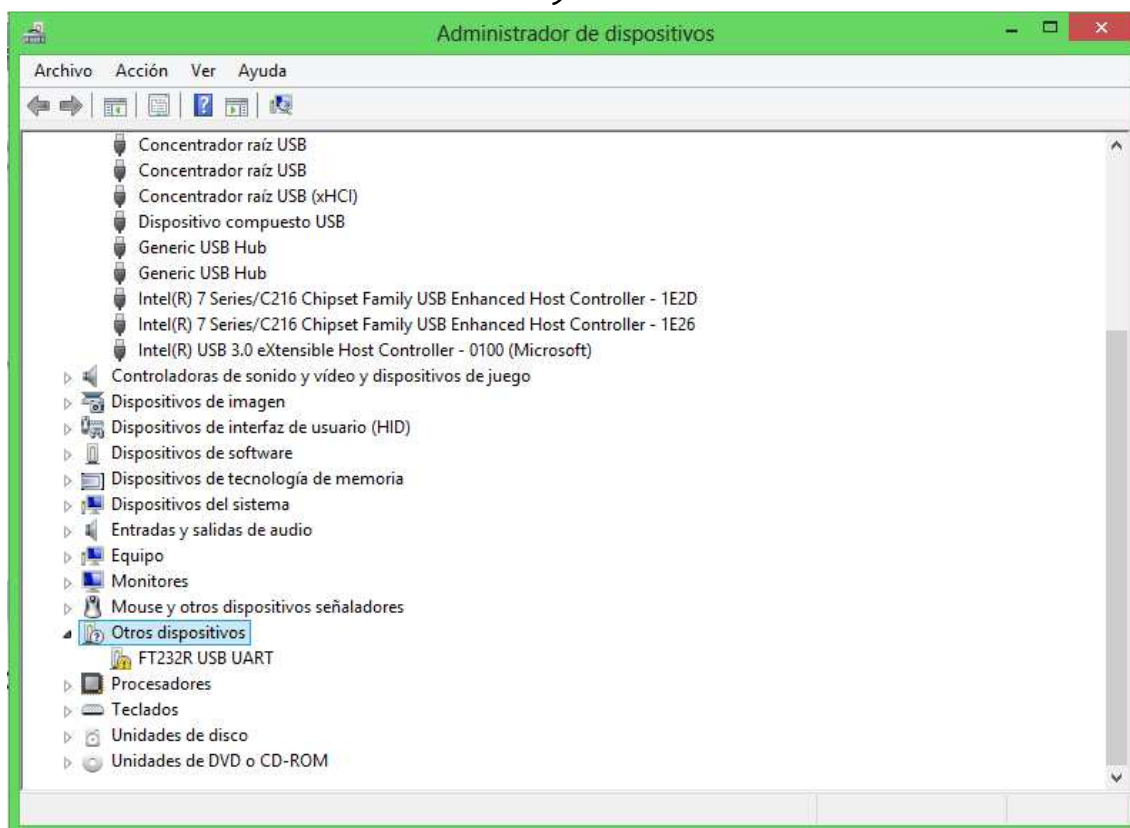 Administrador de dispositivos
Archivo Acción Ver Ayuda
Concentrador raíz USB
Concentrador raíz USB
Concentrador raíz USB (xHCI)
Dispositivo compuesto USB
Generic USB Hub
Generic USB Hub
Intel(R) 7 Series/C216 Chipset Family USB Enhanced Host Controller - 1E2D
Intel(R) 7 Series/C216 Chipset Family USB Enhanced Host Controller - 1E26
Intel(R) USB 3.0 eXtensible Host Controller - 0100 (Microsoft)
Controladoras de sonido y vídeo y dispositivos de juego
Dispositivos de imagen
Dispositivos de interfaz de usuario (HID)
Dispositivos de software
Dispositivos de tecnología de memoria
Dispositivos del sistema
Entradas y salidas de audio
Equipo
Monitores
Mouse y otros dispositivos señaladores
Otros dispositivos
FT232R USB UART
Procesadores
Teclados
Unidades de disco
Unidades de DVD o CD-ROM